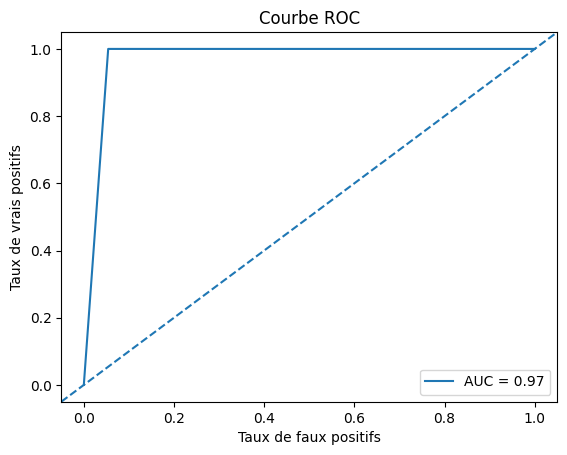 Courbe ROC
1.0
0.8
0.6
0.4
0.2
0.0
Taux de vrais positifs
AUC = 0.97
0.0 0.2 0.4 0.6 0.8 1.0
Taux de faux positifs